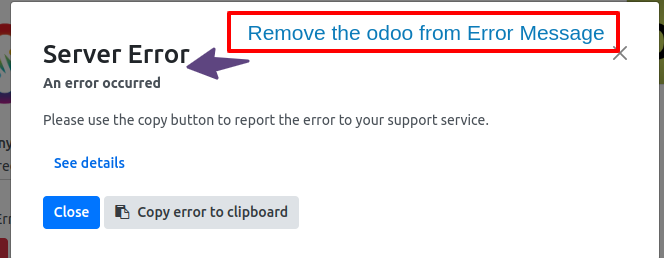 Remove the odoo from Error Message
Server Error
An error occurred
Please use the copy button to report the error to your support service.
See details
Close
Copy error to clipboard